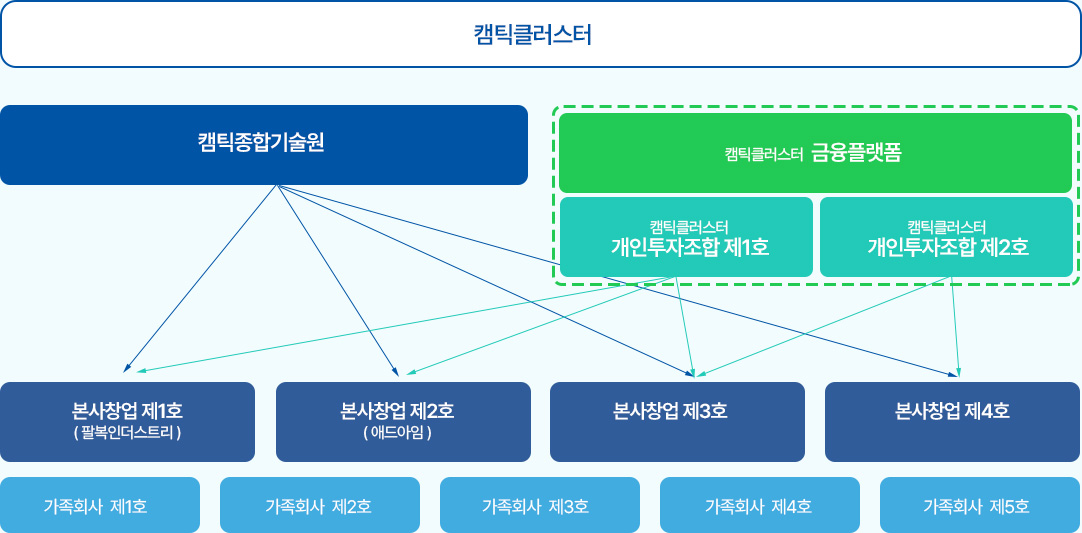 캠틱클러스터
캠틱종합기술원
캠틱클러스터 금융플랫폼
캠틱클러스터
개인투자조합 제1호
캠틱클러스터
개인투자조합 제2호
본사창업 제1호
( 팔복인더스트리 )
본사창업 제2호
( 애드아임 )
본사창업 제3호
본사창업 제4호
가족회사 제1호
가족회사 제2호
가족회사 제3호
가족회사 제4호
가족회사 제5호